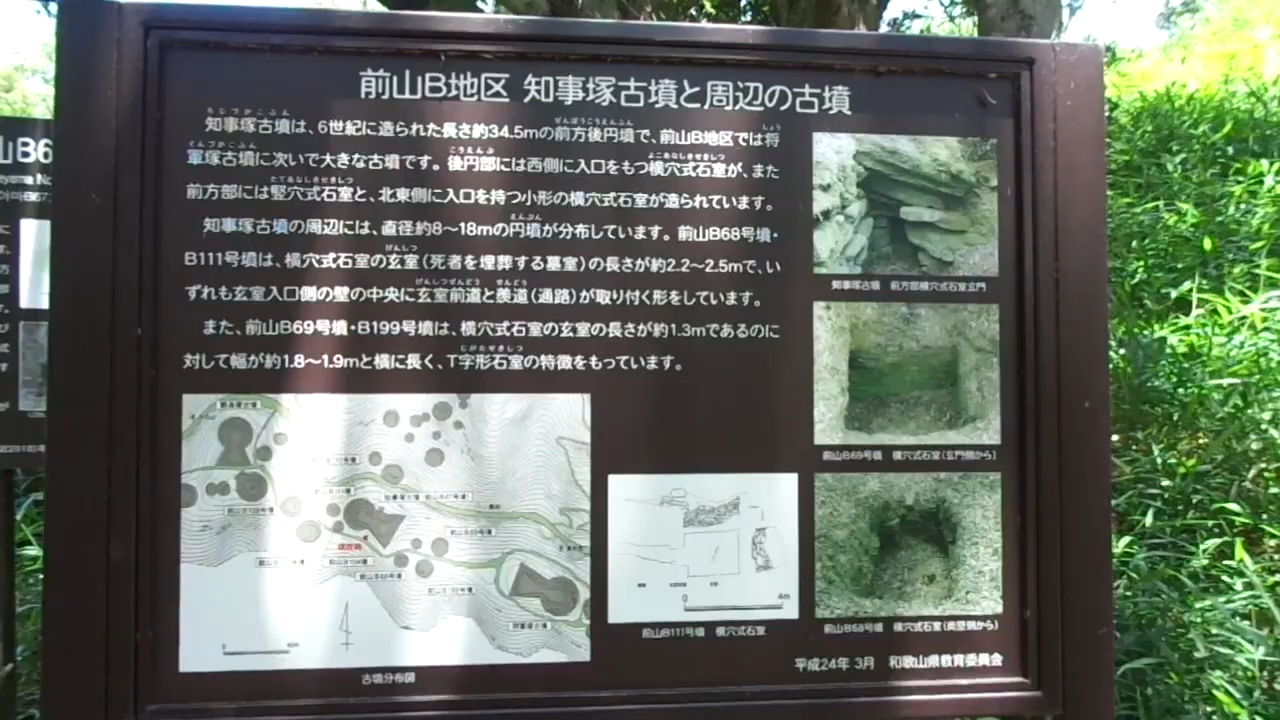 前山B地区 知事塚古墳と周辺の古墳
知事塚古墳は、6世紀に造られた長さ約34.5mの前方後円墳で、前山B地区では将
軍塚古墳に次いで大きな古墳です。後円部には西側に入口をもつ横穴式石室が、また
前方部には竪穴式石室と、北東側に入口を持つ小形の横穴式石室が造られています。
知事塚古墳の周辺には、直径約8～18mの円墳が分布しています。前山B68号墳・
B111号墳は、横穴式石室の玄室（死者を埋葬する墓室）の長さが約2.2～2.5mで、い
ずれも玄室入口側の壁の中央に玄室前道と羨道（通路）が取り付く形をしています。
また、前山B69号墳・B199号墳は、横穴式石室の玄室の長さが約1.3mであるのに
対して幅が約1.8～1.9mと横に長く、T字形石室の特徴をもっています。
知事塚古墳 前方部横穴式石室玄門
前山B69号墳 横穴式石室（玄門側から）
前山B68号墳 横穴式石室（奥壁側から）
前山B111号墳 横穴式石室
古墳分布図
現在地
0 4m
平成24年 3月 和歌山県教育委員会
山B6